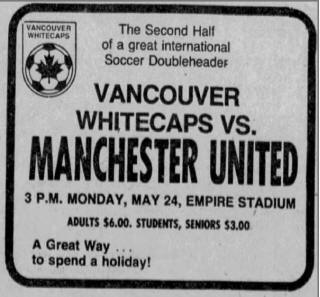 VANCOUVER
WHITECAPS
The Second Half
of a great international
Soccer Doubleheader
VANCOUVER
WHITECAPS VS.
MANCHESTER UNITED
3 P.M. MONDAY, MAY 24, EMPIRE STADIUM
ADULTS $6.00. STUDENTS, SENIORS $3.00
A Great Way ...
to spend a holiday!